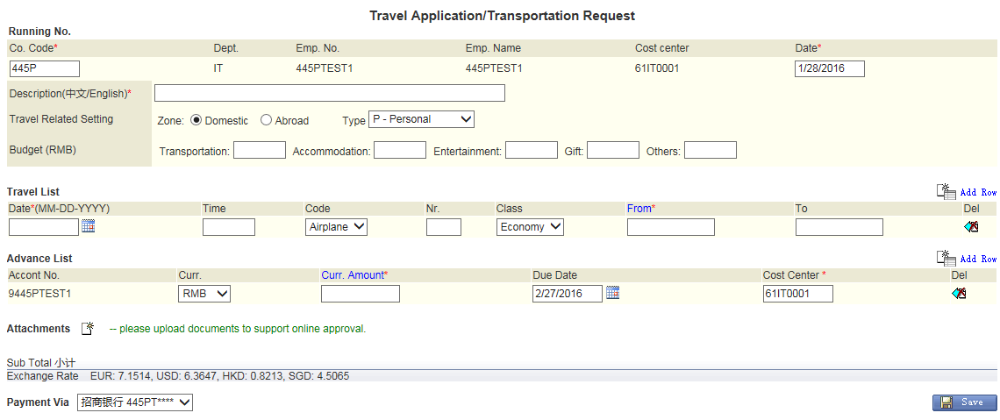 Travel Application/Transportation Request
Running No.
Co. Code* Dept. Emp. No. Emp. Name Cost center Date*
445P IT 445PTEST1 445PTEST1 61IT0001 1/28/2016
Description(中文/English)*
Travel Related Setting Zone: Domestic Abroad Type P - Personal
Budget (RMB) Transportation: Accommodation: Entertainment: Gift: Others:
Travel List Add Row
Date*(MM-DD-YYYY) Time Code Nr. Class From* To Del
Airplane Economy
Advance List Add Row
Accont No. Curr. Curr. Amount* Due Date Cost Center * Del
9445PTEST1 RMB 2/27/2016 61IT0001
Attachments -- please upload documents to support online approval.
Sub Total 小计
Exchange Rate EUR: 7.1514, USD: 6.3647, HKD: 0.8213, SGD: 4.5065
Payment Via 招商银行 445PT**** Save